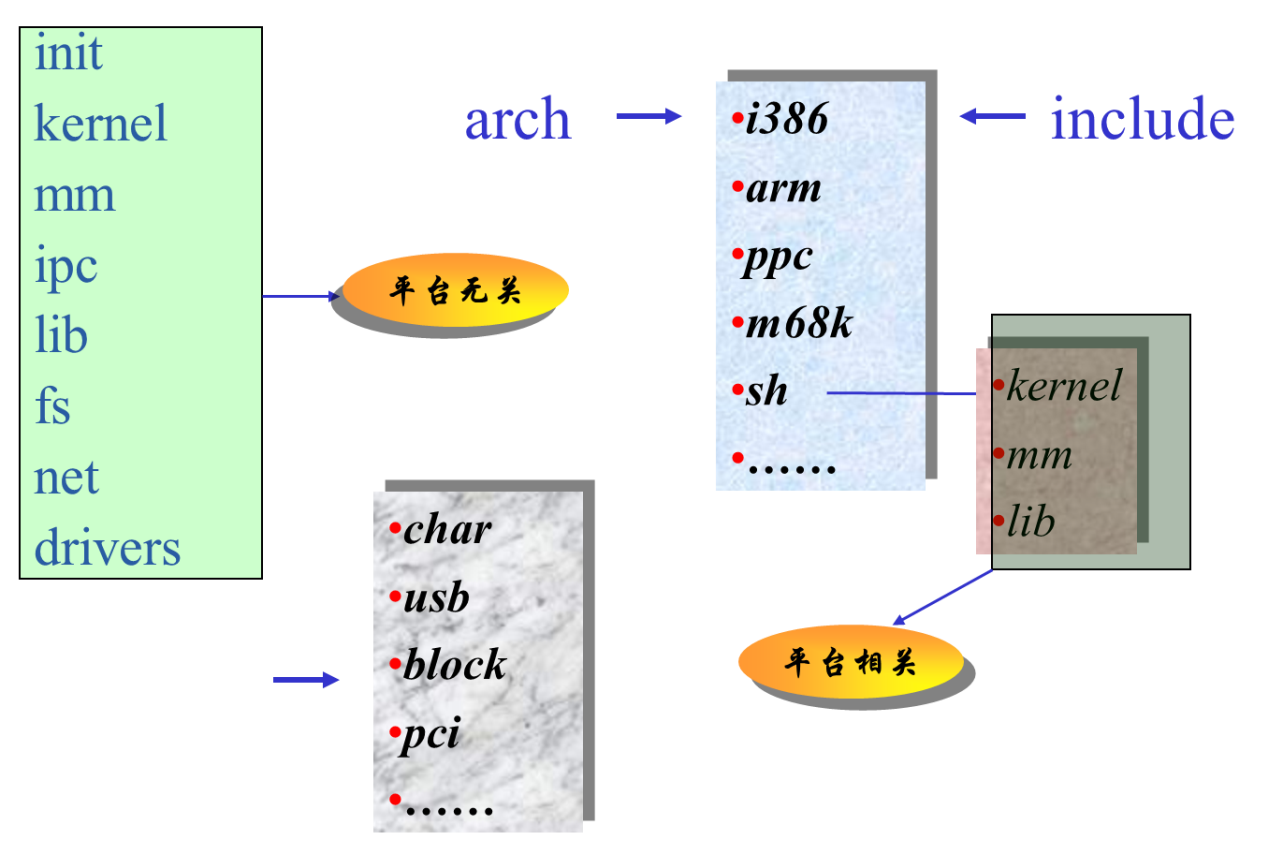 init
kernel
mm
ipc
lib
fs
net
drivers
平台无关
arch
include
•i386
•arm
•ppc
•m68k
•sh
•……
•kernel
•mm
•lib
平台相关
•char
•usb
•block
•pci
•……